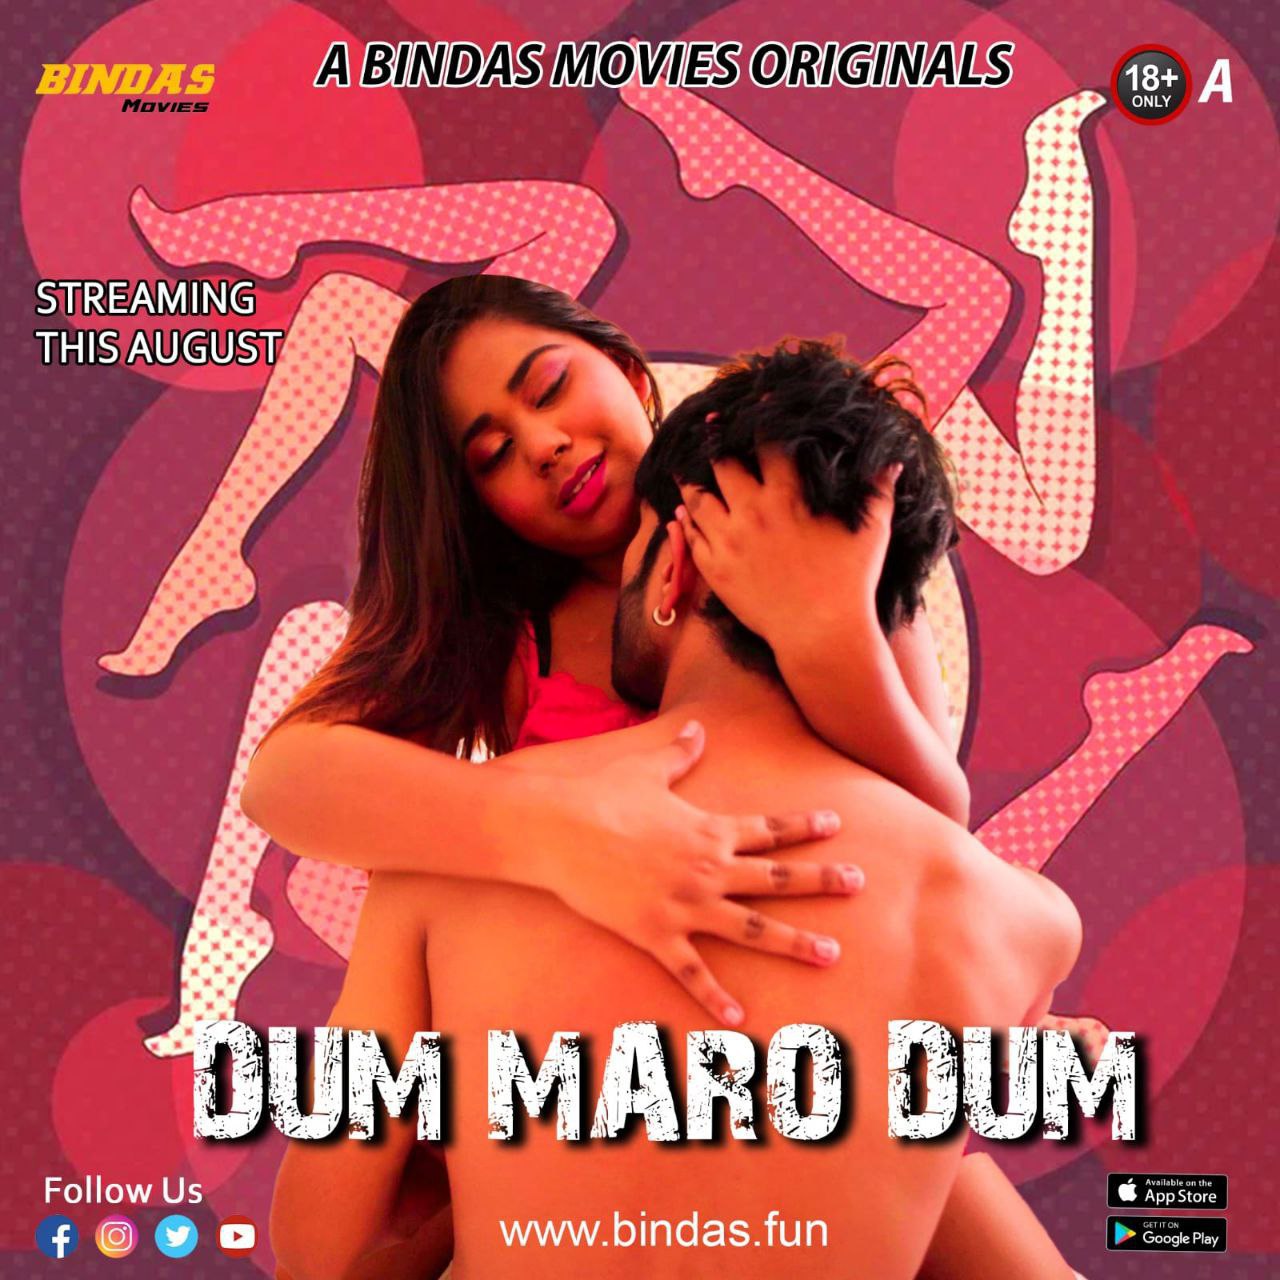 BINDAS
MOVIES
A BINDAS MOVIES ORIGINALS
18+
ONLY
A
STREAMING
THIS AUGUST
DUM MARO DUM
Follow Us
www.bindas.fun
Available on the
App Store
GET IT ON
Google Play